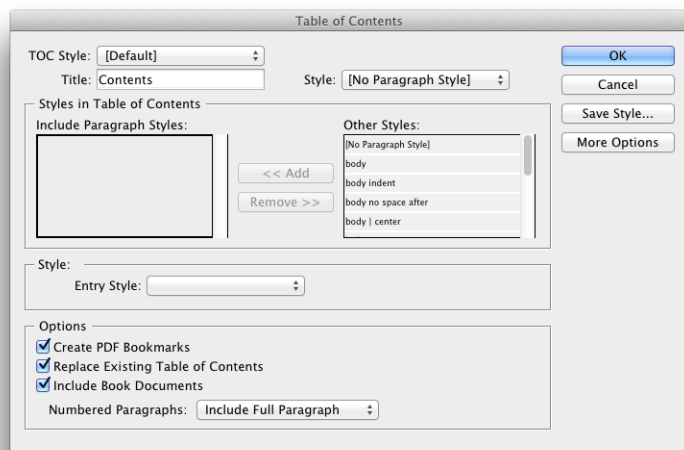 Table of Contents
TOC Style: [Default]
OK
Title: Contents
Style: [No Paragraph Style]
Cancel
Styles in Table of Contents
Save Style...
Include Paragraph Styles:
Other Styles:
More Options
[No Paragraph Style]
body
<< Add
body indent
Remove >>
body no space after
body | center
Style:
Entry Style:
Options
Create PDF Bookmarks
Replace Existing Table of Contents
Include Book Documents
Numbered Paragraphs: Include Full Paragraph